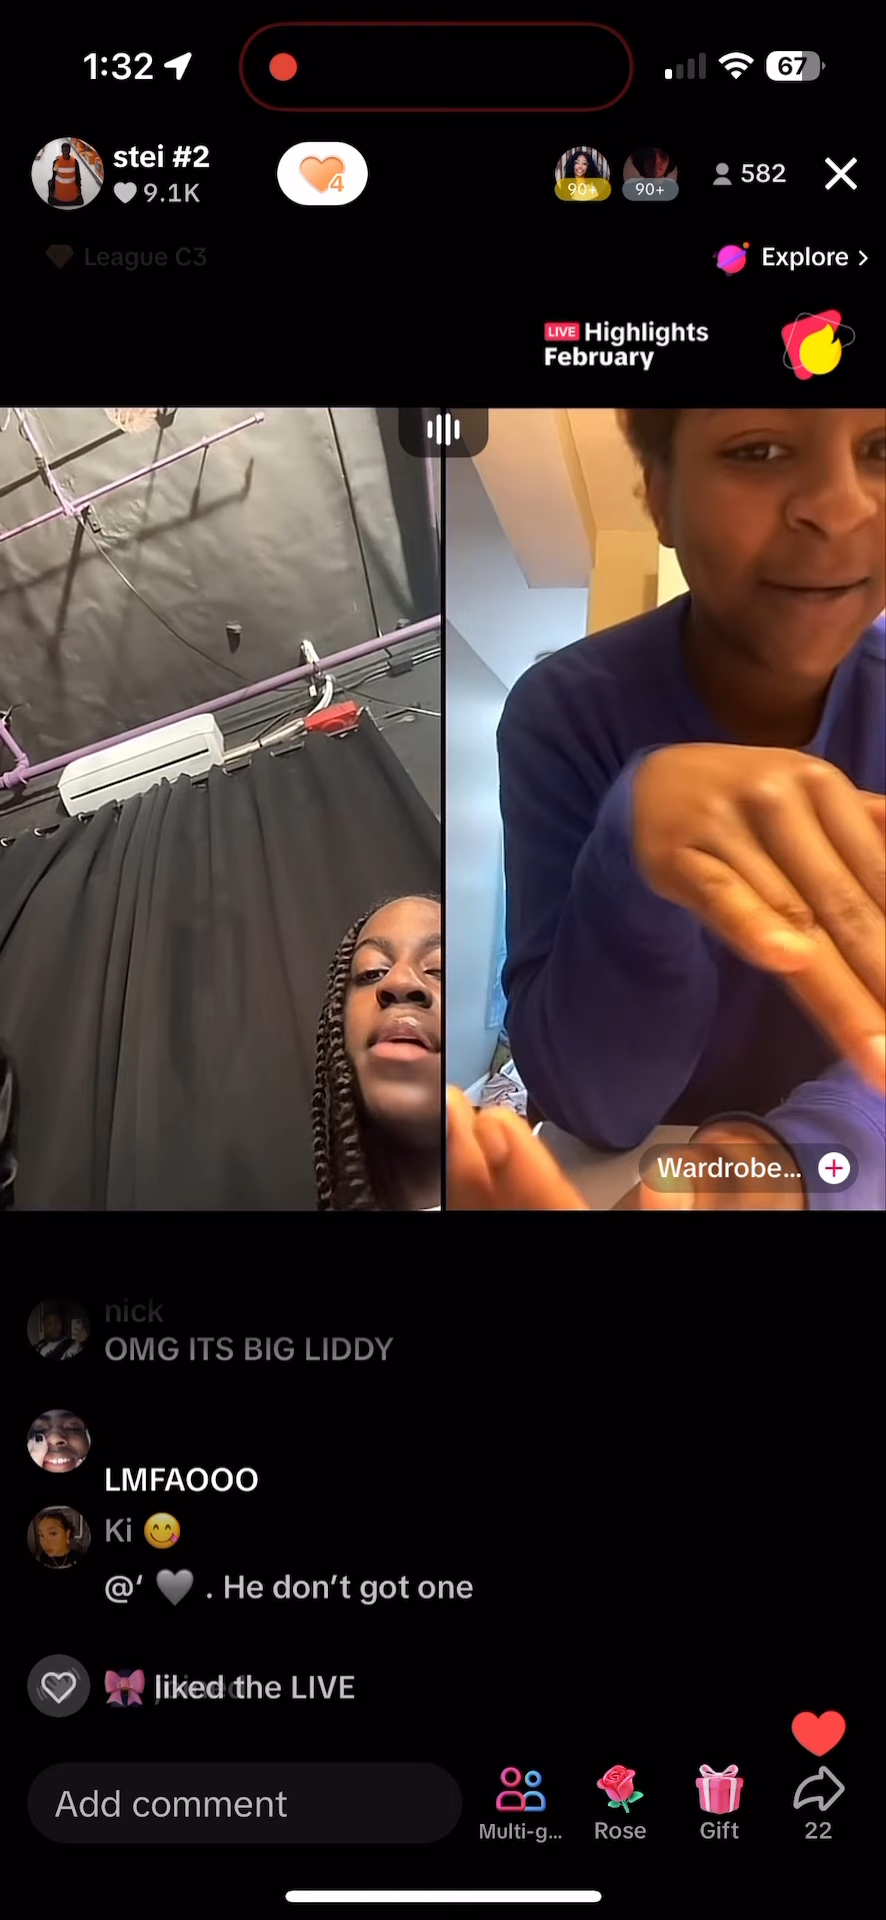 1:32
67
stei #2
9.1K
4
90+
90+
582
League C3
Explore
LIVE Highlights
February
Wardrobe...
nick
OMG ITS BIG LIDDY
LMFAOOO
Ki 😋
@‘ 🖤 . He don’t got one
🎀 liked the LIVE
Add comment
Multi-g...
Rose
Gift
22